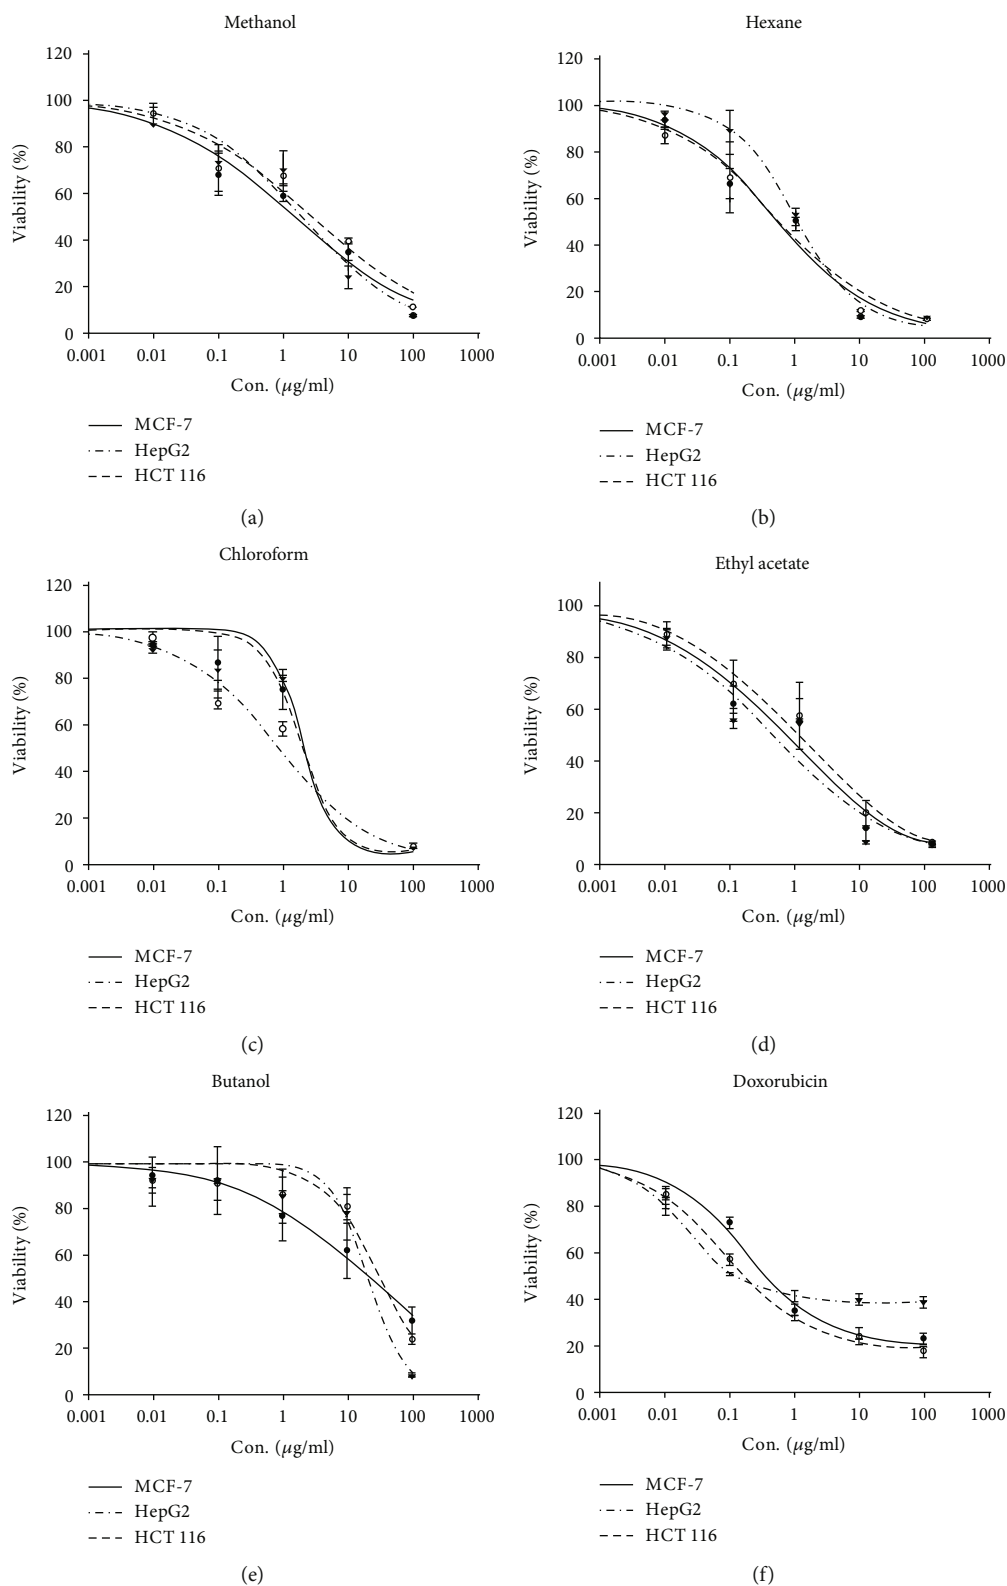 Methanol
120
100
80
60
40
20
0
Viability (%)
0.001 0.01 0.1 1 10 100 1000
Con. (µg/ml)
MCF-7
HepG2
HCT 116
(a)
Hexane
120
100
80
60
40
20
0
Viability (%)
0.001 0.01 0.1 1 10 100 1000
Con. (µg/ml)
MCF-7
HepG2
HCT 116
(b)
Chloroform
120
100
80
60
40
20
0
Viability (%)
0.001 0.01 0.1 1 10 100 1000
Con. (µg/ml)
MCF-7
HepG2
HCT 116
(c)
Ethyl acetate
100
80
60
40
20
0
Viability (%)
0.001 0.01 0.1 1 10 100 1000
Con. (µg/ml)
MCF-7
HepG2
HCT 116
(d)
Butanol
120
100
80
60
40
20
0
Viability (%)
0.001 0.01 0.1 1 10 100 1000
Con. (µg/ml)
MCF-7
HepG2
HCT 116
(e)
Doxorubicin
120
100
80
60
40
20
0
Viability (%)
0.001 0.01 0.1 1 10 100 1000
Con. (µg/ml)
MCF-7
HepG2
HCT 116
(f)